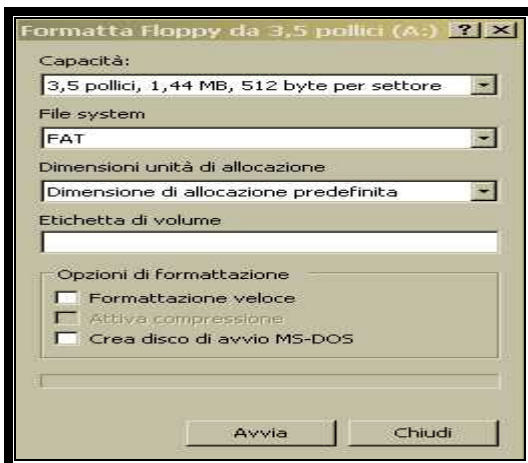 Formatta Floppy da 3,5 pollici (A:)
Capacità:
3,5 pollici, 1,44 MB, 512 byte per settore
File system
FAT
Dimensioni unità di allocazione
Dimensione di allocazione predefinita
Etichetta di volume
Opzioni di formattazione
Formattazione veloce
Attiva compressione
Crea disco di avvio MS-DOS
Avvia
Chiudi